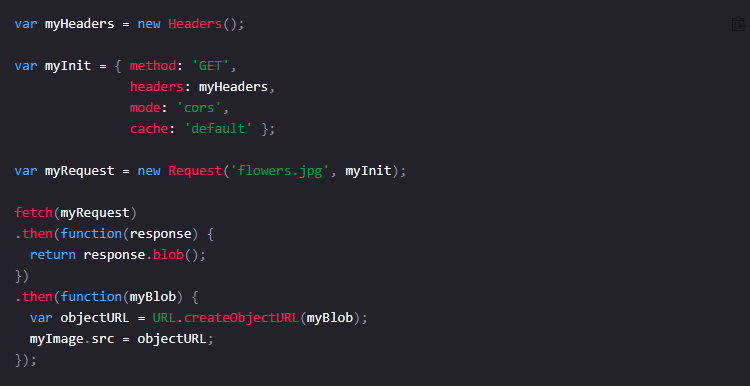 var myHeaders = new Headers();
var myInit = { method: 'GET',
               headers: myHeaders,
               mode: 'cors',
               cache: 'default' };
var myRequest = new Request('flowers.jpg', myInit);
fetch(myRequest)
.then(function(response) {
  return response.blob();
})
.then(function(myBlob) {
  var objectURL = URL.createObjectURL(myBlob);
  myImage.src = objectURL;
});